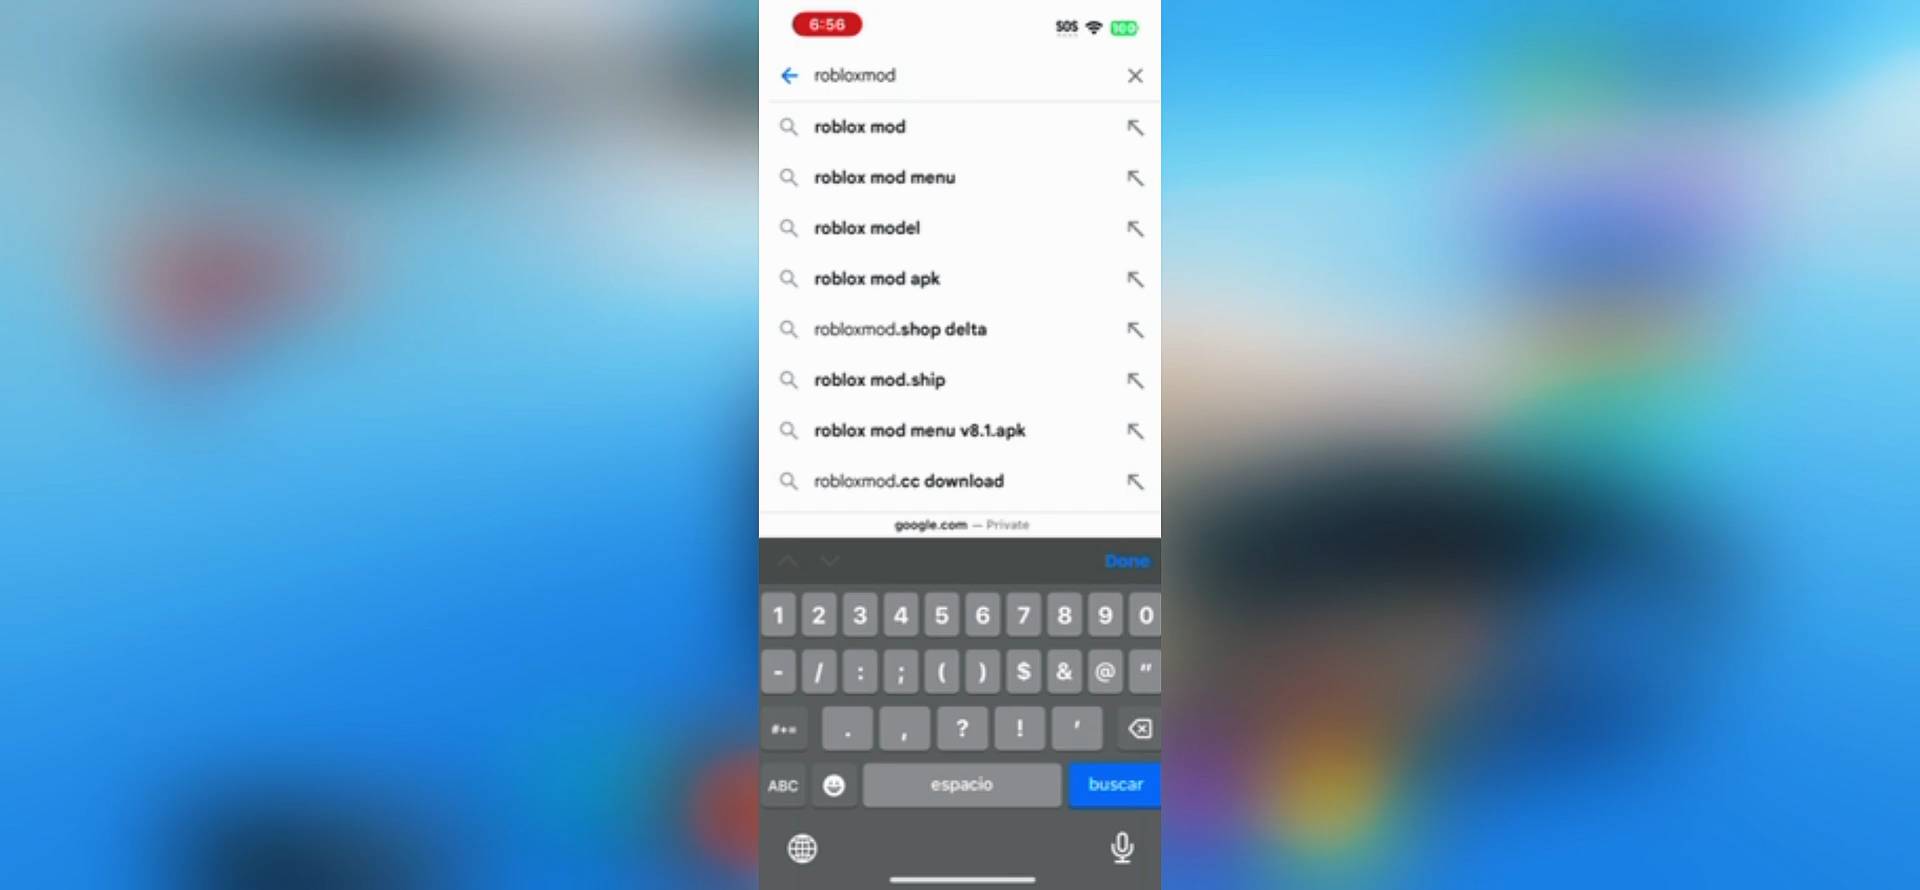 6:56
SOS
100
robloxmod
roblox mod
roblox mod menu
roblox model
roblox mod apk
robloxmod.shop delta
roblox mod.ship
roblox mod menu v8.1.apk
robloxmod.cc download
google.com — Private
Done
1 2 3 4 5 6 7 8 9 0
- / : ; ( ) $ & @ "
#+= . , ? ! '
ABC espacio buscar